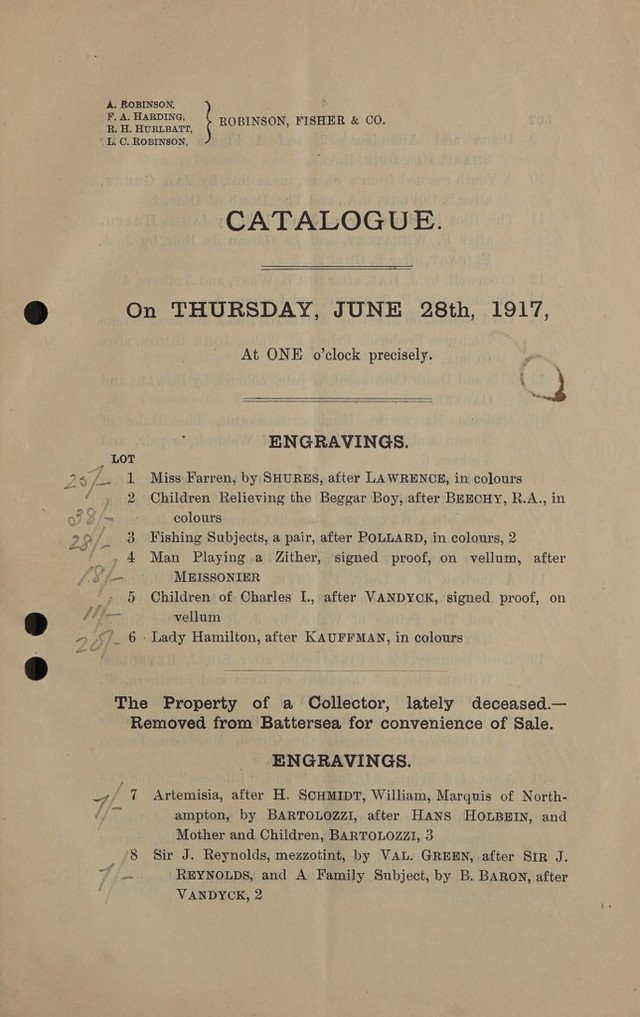 A. ROBINSON,
F. A. HARDING,
R. H. HURLBATT,
L. C. ROBINSON,
ROBINSON, FISHER & CO.
CATALOGUE.
On THURSDAY, JUNE 28th, 1917,
At ONE o'clock precisely.
ENGRAVINGS.
LOT
1 Miss Farren, by SHURES, after LAWRENCE, in colours
2 Children Relieving the Beggar Boy, after BEECHY, R.A., in
colours
3 Fishing Subjects, a pair, after POLLARD, in colours, 2
4 Man Playing a Zither, signed proof, on vellum, after
MEISSONIER
5 Children of Charles I., after VANDYCK, signed proof, on
vellum
6 Lady Hamilton, after KAUFFMAN, in colours
The Property of a Collector, lately deceased.—
Removed from Battersea for convenience of Sale.
ENGRAVINGS.
7 Artemisia, after H. SCHMIDT, William, Marquis of North-
ampton, by BARTOLOZZI, after HANS HOLBEIN, and
Mother and Children, BARTOLOZZI, 3
8 Sir J. Reynolds, mezzotint, by VAL. GREEN, after SIR J.
REYNOLDS, and A Family Subject, by B. BARON, after
VANDYCK, 2